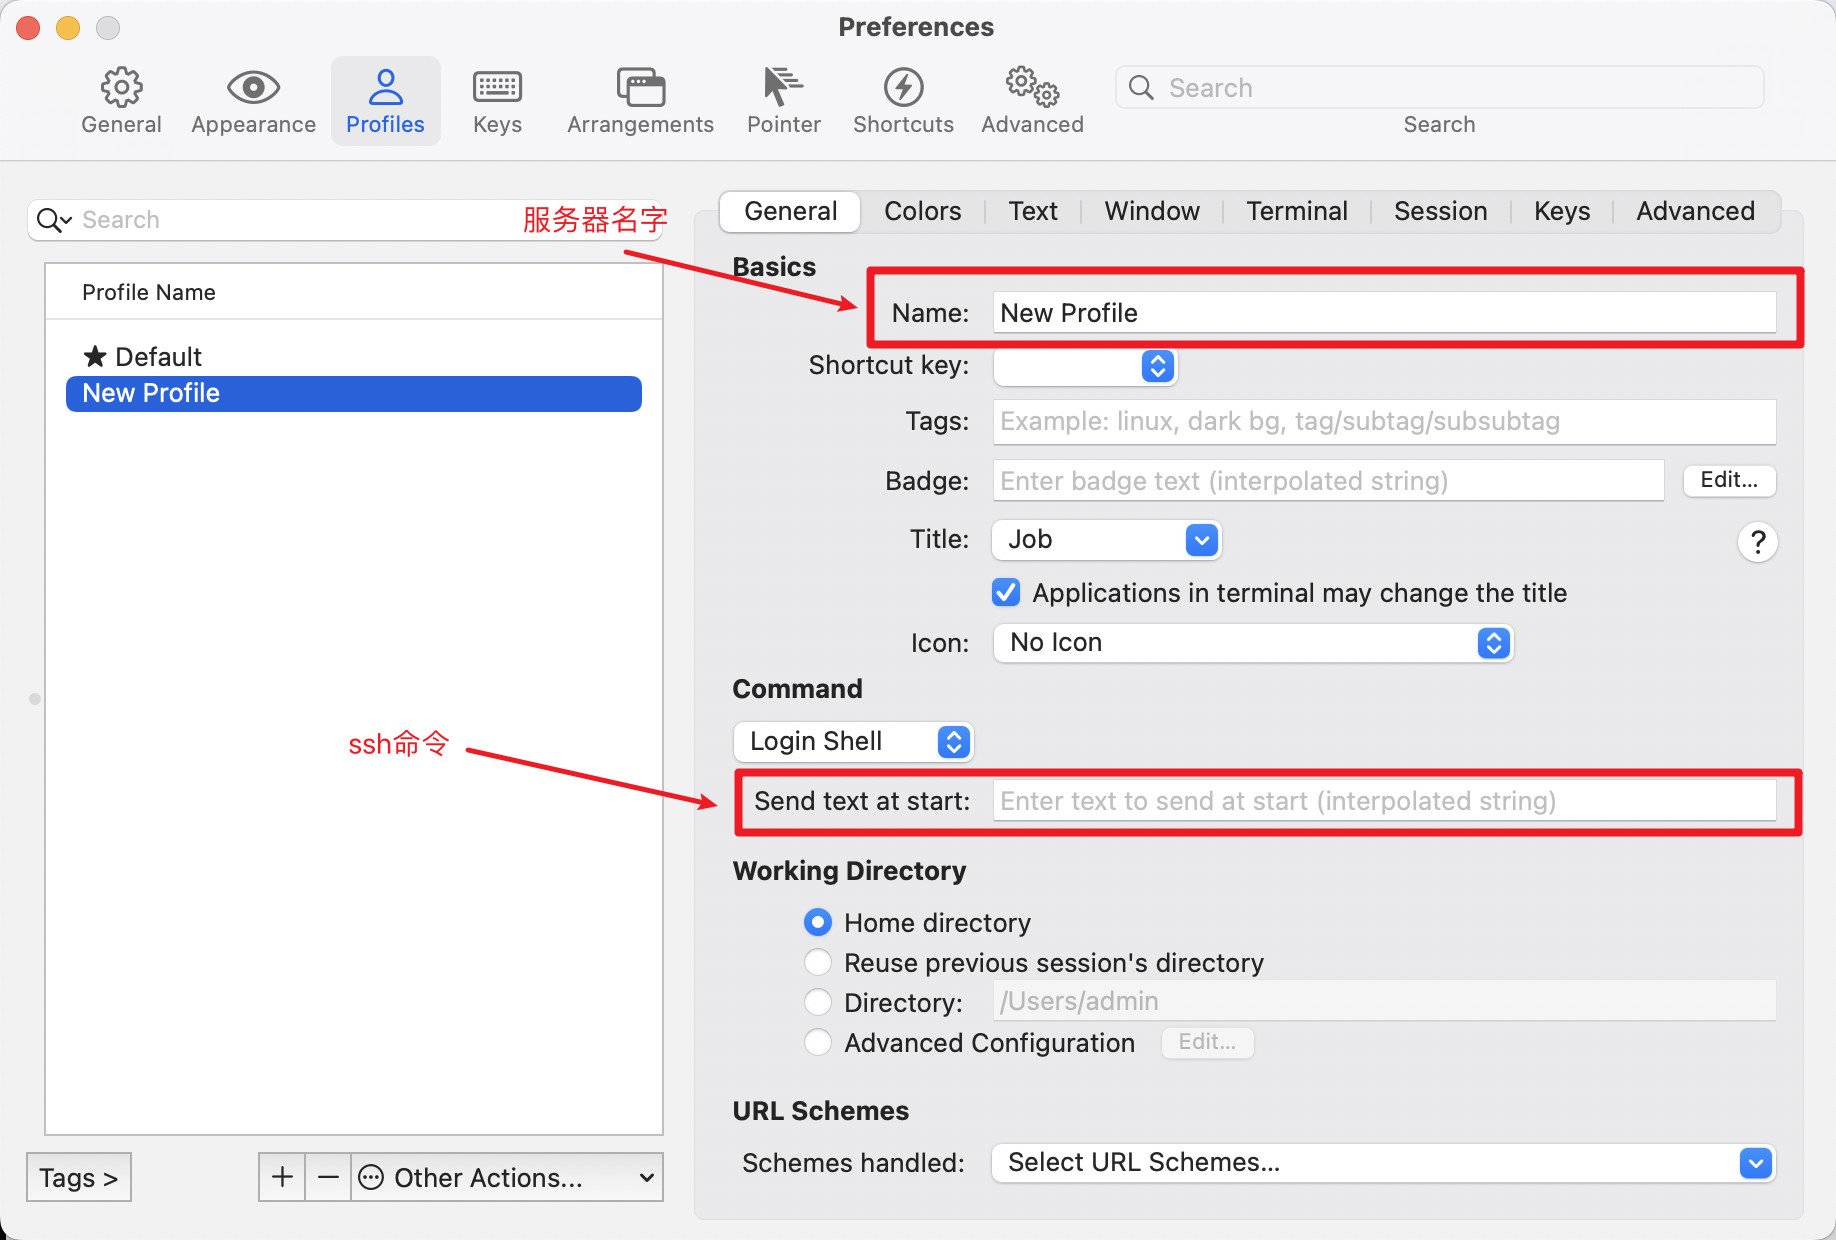 Preferences
General
Appearance
Profiles
Keys
Arrangements
Pointer
Shortcuts
Advanced
Search
Search
Search
服务器名字
Profile Name
★ Default
New Profile
ssh命令
Tags >
+
−
Other Actions...
General
Colors
Text
Window
Terminal
Session
Keys
Advanced
Basics
Name: New Profile
Shortcut key:
Tags: Example: linux, dark bg, tag/subtag/subsubtag
Badge: Enter badge text (interpolated string) Edit...
Title: Job
?
Applications in terminal may change the title
Icon: No Icon
Command
Login Shell
Send text at start: Enter text to send at start (interpolated string)
Working Directory
Home directory
Reuse previous session's directory
Directory: /Users/admin
Advanced Configuration Edit...
URL Schemes
Schemes handled: Select URL Schemes...